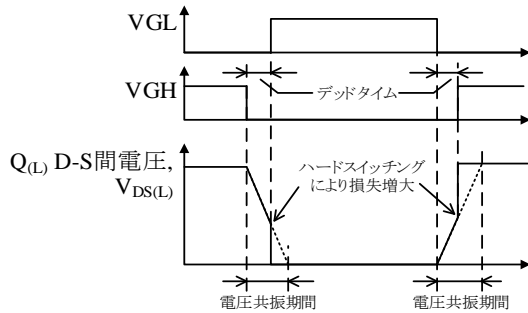 VGL
VGH
デッドタイム
Q(L) D-S間電圧,
VDS(L)
ハードスイッチング
により損失増大
電圧共振期間
電圧共振期間